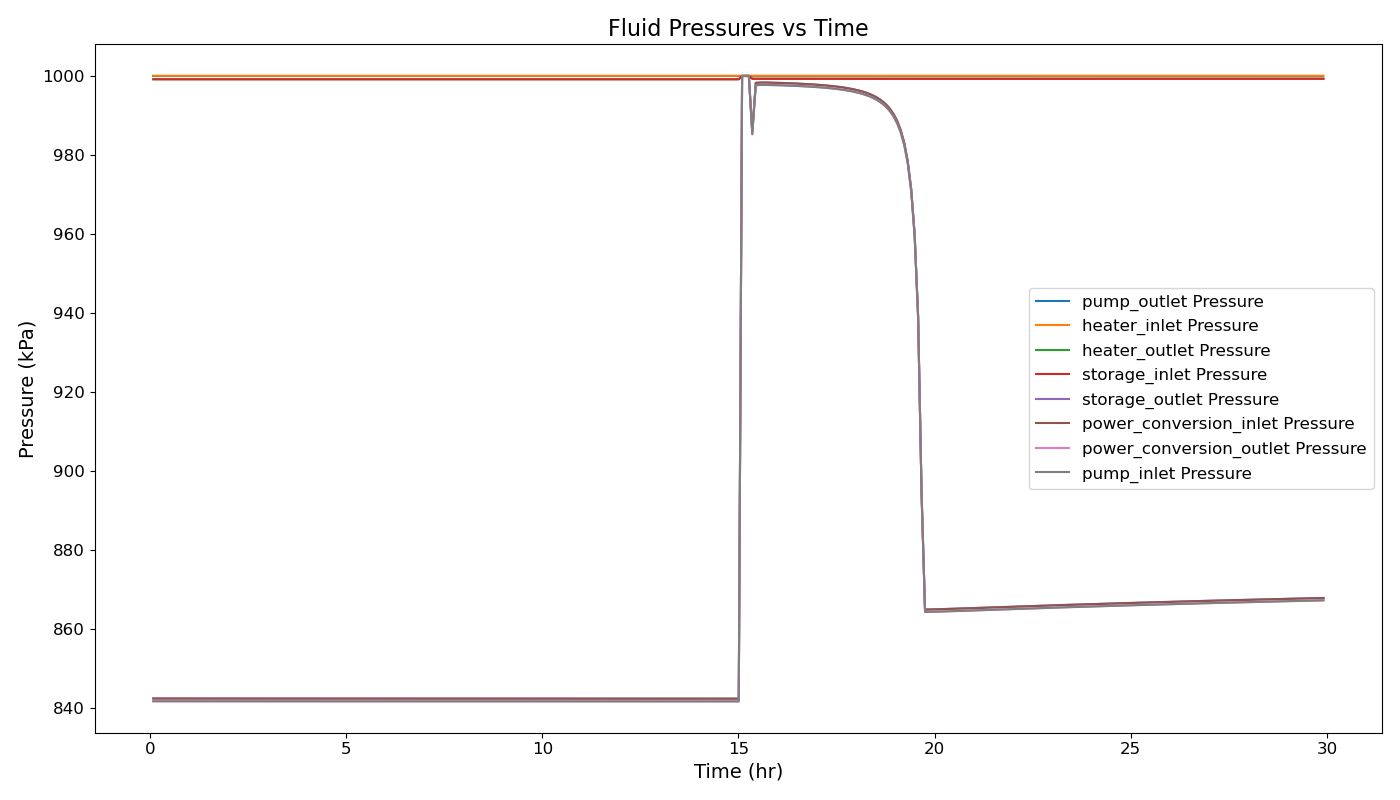 Fluid Pressures vs Time
Pressure (kPa)
1000
980
960
940
920
900
880
860
840
pump_outlet Pressure
heater_inlet Pressure
heater_outlet Pressure
storage_inlet Pressure
storage_outlet Pressure
power_conversion_inlet Pressure
power_conversion_outlet Pressure
pump_inlet Pressure
0 5 10 15 20 25 30
Time (hr)